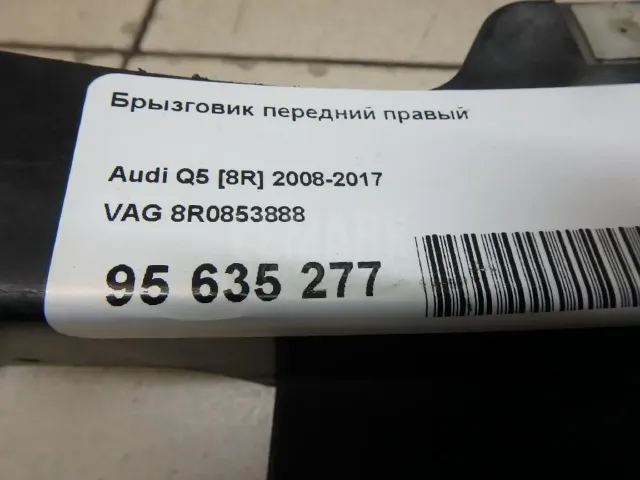 Брызговик передний правый
Audi Q5 [8R] 2008-2017
VAG 8R0853888
95 635 277